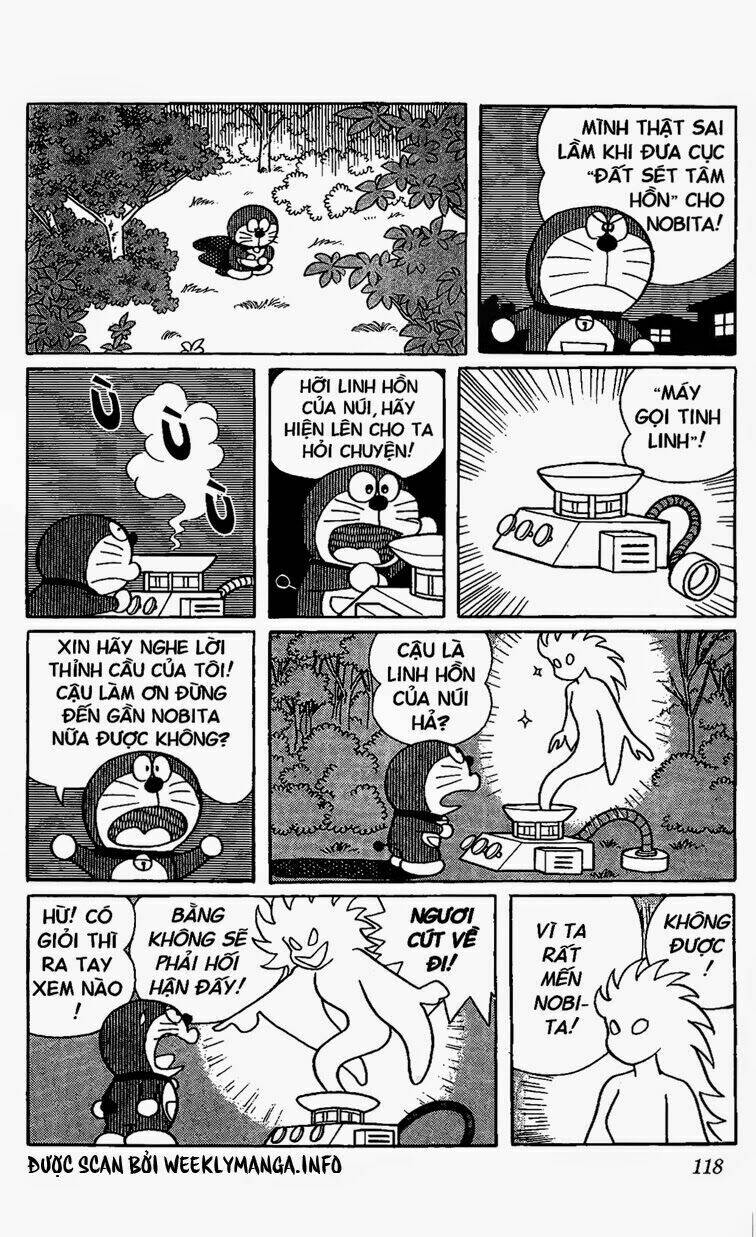 MÌNH THẬT SAI
LẦM KHI ĐƯA CỤC
“ĐẤT SÉT TÂM
HỒN” CHO
NOBITA!
“MÁY
GỌI TINH
LINH”!
HỠI LINH HỒN
CỦA NÚI, HÃY
HIỆN LÊN CHO TA
HỎI CHUYỆN!
Ù
Ù
Ù
CẬU LÀ
LINH HỒN
CỦA NÚI
HẢ?
XIN HÃY NGHE LỜI
THỈNH CẦU CỦA TÔI!
CẬU LÀM ƠN ĐỪNG
ĐẾN GẦN NOBITA
NỮA ĐƯỢC KHÔNG?
KHÔNG
ĐƯỢC
!
VÌ TA
RẤT
MẾN
NOBI-
TA!
NGƯƠI
CÚT VỀ
ĐI!
BẰNG
KHÔNG SẼ
PHẢI HỐI
HẬN ĐẤY!
HỪ! CÓ
GIỎI THÌ
RA TAY
XEM NÀO
!
ĐƯỢC SCAN BỞI WEEKLYMANGA.INFO
118